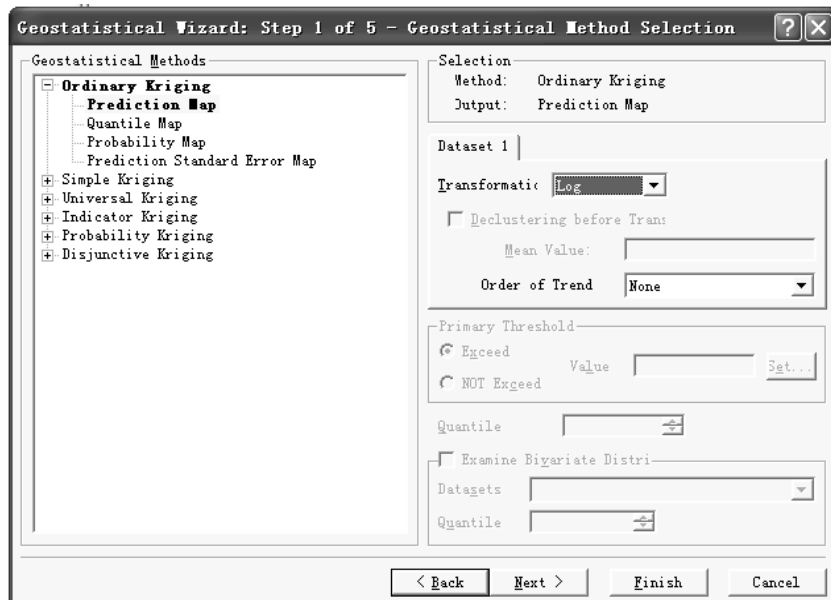 Geostatistical Wizard: Step 1 of 5 - Geostatistical Method Selection
Geostatistical Methods
Ordinary Kriging
Prediction Map
Quantile Map
Probability Map
Prediction Standard Error Map
Simple Kriging
Universal Kriging
Indicator Kriging
Probability Kriging
Disjunctive Kriging
Selection
Method: Ordinary Kriging
Output: Prediction Map
Dataset 1
Transformatic Log
Declustering before Trans
Mean Value:
Order of Trend None
Primary Threshold
Exceed
NOT Exceed
Value
Set...
Quantile
Examine Bivariate Distri
Datasets
Quantile
< Back
Next >
Finish
Cancel